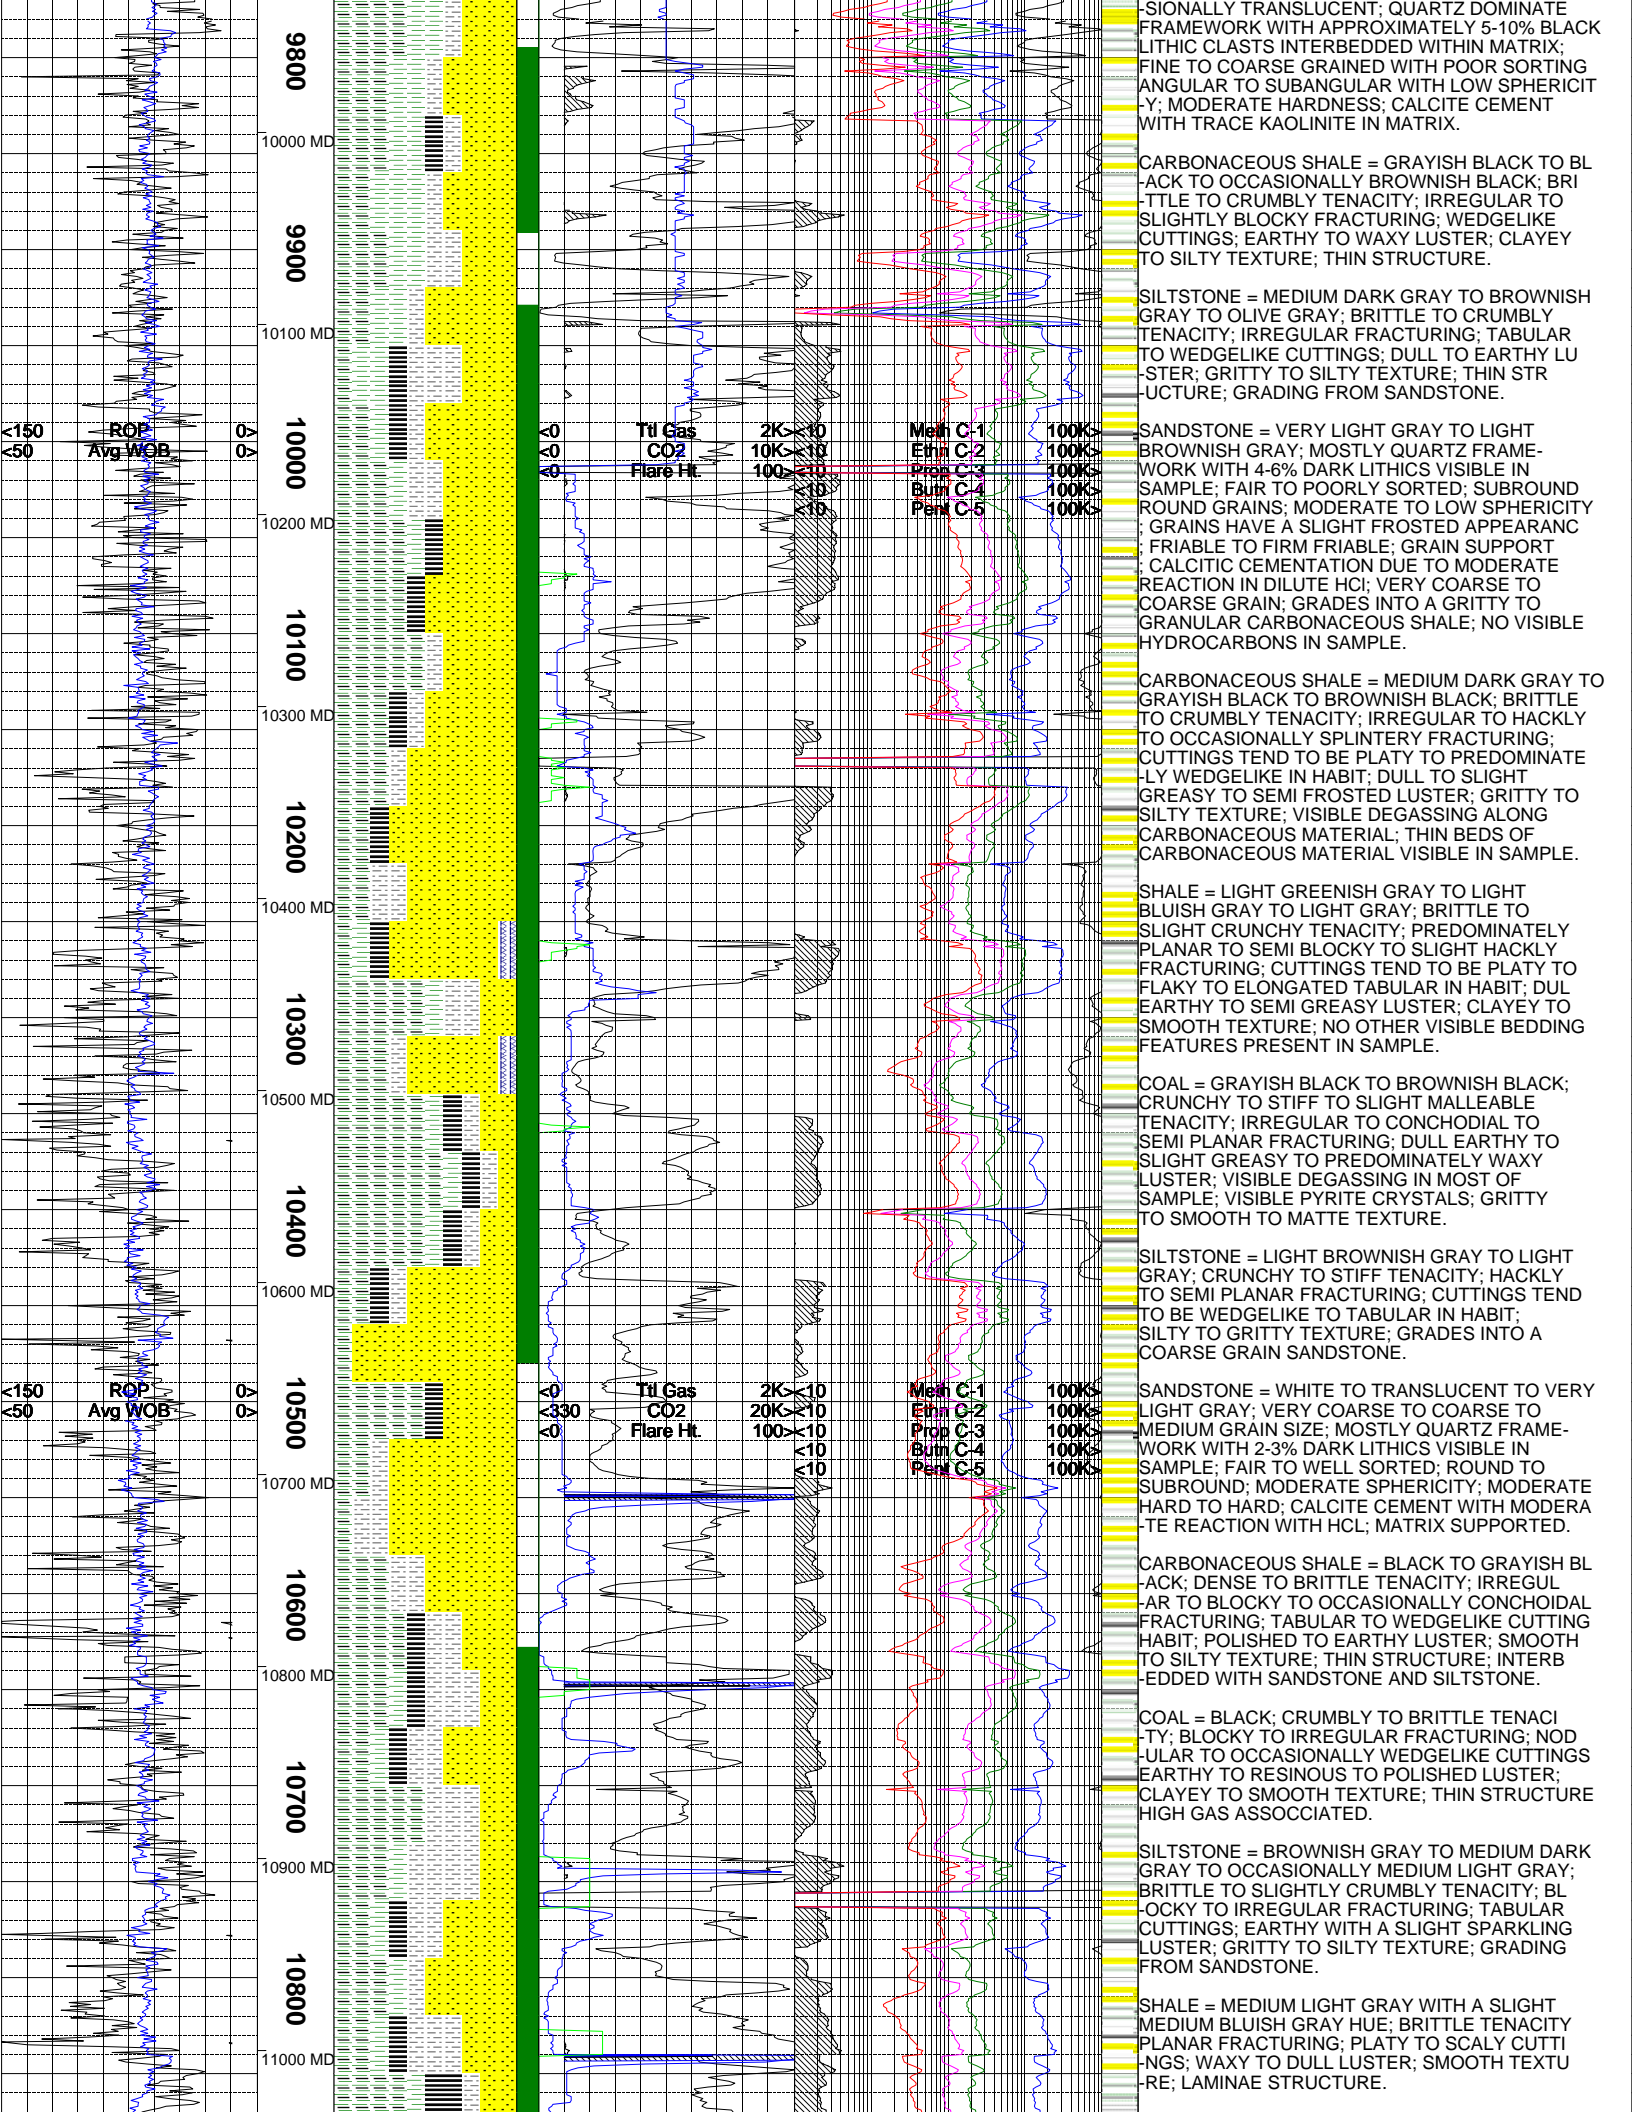 -SIONALLY TRANSLUCENT; QUARTZ DOMINATE
FRAMEWORK WITH APPROXIMATELY 5-10% BLACK
LITHIC CLASTS INTERBEDDED WITHIN MATRIX;
FINE TO COARSE GRAINED WITH POOR SORTING
ANGULAR TO SUBANGULAR WITH LOW SPHERICIT
-Y; MODERATE HARDNESS; CALCITE CEMENT
WITH TRACE KAOLINITE IN MATRIX.
CARBONACEOUS SHALE = GRAYISH BLACK TO BL
-ACK TO OCCASIONALLY BROWNISH BLACK; BRI
-TTLE TO CRUMBLY TENACITY; IRREGULAR TO
SLIGHTLY BLOCKY FRACTURING; WEDGELIKE
CUTTINGS; EARTHY TO WAXY LUSTER; CLAYEY
TO SILTY TEXTURE; THIN STRUCTURE.
SILTSTONE = MEDIUM DARK GRAY TO BROWNISH
GRAY TO OLIVE GRAY; BRITTLE TO CRUMBLY
TENACITY; IRREGULAR FRACTURING; TABULAR
TO WEDGELIKE CUTTINGS; DULL TO EARTHY LU
-STER; GRITTY TO SILTY TEXTURE; THIN STR
-UCTURE; GRADING FROM SANDSTONE.
SANDSTONE = VERY LIGHT GRAY TO LIGHT
BROWNISH GRAY; MOSTLY QUARTZ FRAME-
WORK WITH 4-6% DARK LITHICS VISIBLE IN
SAMPLE; FAIR TO POORLY SORTED; SUBROUND
ROUND GRAINS; MODERATE TO LOW SPHERICITY
; GRAINS HAVE A SLIGHT FROSTED APPEARANC
; FRIABLE TO FIRM FRIABLE; GRAIN SUPPORT
; CALCITIC CEMENTATION DUE TO MODERATE
REACTION IN DILUTE HCl; VERY COARSE TO
COARSE GRAIN; GRADES INTO A GRITTY TO
GRANULAR CARBONACEOUS SHALE; NO VISIBLE
HYDROCARBONS IN SAMPLE.
CARBONACEOUS SHALE = MEDIUM DARK GRAY TO
GRAYISH BLACK TO BROWNISH BLACK; BRITTLE
TO CRUMBLY TENACITY; IRREGULAR TO HACKLY
TO OCCASIONALLY SPLINTERY FRACTURING;
CUTTINGS TEND TO BE PLATY TO PREDOMINATE
-LY WEDGELIKE IN HABIT; DULL TO SLIGHT
GREASY TO SEMI FROSTED LUSTER; GRITTY TO
SILTY TEXTURE; VISIBLE DEGASSING ALONG
CARBONACEOUS MATERIAL; THIN BEDS OF
CARBONACEOUS MATERIAL VISIBLE IN SAMPLE.
SHALE = LIGHT GREENISH GRAY TO LIGHT
BLUISH GRAY TO LIGHT GRAY; BRITTLE TO
SLIGHT CRUNCHY TENACITY; PREDOMINATELY
PLANAR TO SEMI BLOCKY TO SLIGHT HACKLY
FRACTURING; CUTTINGS TEND TO BE PLATY TO
FLAKY TO ELONGATED TABULAR IN HABIT; DUL
EARTHY TO SEMI GREASY LUSTER; CLAYEY TO
SMOOTH TEXTURE; NO OTHER VISIBLE BEDDING
FEATURES PRESENT IN SAMPLE.
COAL = GRAYISH BLACK TO BROWNISH BLACK;
CRUNCHY TO STIFF TO SLIGHT MALLEABLE
TENACITY; IRREGULAR TO CONCHODIAL TO
SEMI PLANAR FRACTURING; DULL EARTHY TO
SLIGHT GREASY TO PREDOMINATELY WAXY
LUSTER; VISIBLE DEGASSING IN MOST OF
SAMPLE; VISIBLE PYRITE CRYSTALS; GRITTY
TO SMOOTH TO MATTE TEXTURE.
SILTSTONE = LIGHT BROWNISH GRAY TO LIGHT
GRAY; CRUNCHY TO STIFF TENACITY; HACKLY
TO SEMI PLANAR FRACTURING; CUTTINGS TEND
TO BE WEDGELIKE TO TABULAR IN HABIT;
SILTY TO GRITTY TEXTURE; GRADES INTO A
COARSE GRAIN SANDSTONE.
SANDSTONE = WHITE TO TRANSLUCENT TO VERY
LIGHT GRAY; VERY COARSE TO COARSE TO
MEDIUM GRAIN SIZE; MOSTLY QUARTZ FRAME-
WORK WITH 2-3% DARK LITHICS VISIBLE IN
SAMPLE; FAIR TO WELL SORTED; ROUND TO
SUBROUND; MODERATE SPHERICITY; MODERATE
HARD TO HARD; CALCITE CEMENT WITH MODERA
-TE REACTION WITH HCL; MATRIX SUPPORTED.
CARBONACEOUS SHALE = BLACK TO GRAYISH BL
-ACK; DENSE TO BRITTLE TENACITY; IRREGUL
-AR TO BLOCKY TO OCCASIONALLY CONCHOIDAL
FRACTURING; TABULAR TO WEDGELIKE CUTTING
HABIT; POLISHED TO EARTHY LUSTER; SMOOTH
TO SILTY TEXTURE; THIN STRUCTURE; INTERB
-EDDED WITH SANDSTONE AND SILTSTONE.
COAL = BLACK; CRUMBLY TO BRITTLE TENACI
-TY; BLOCKY TO IRREGULAR FRACTURING; NOD
-ULAR TO OCCASIONALLY WEDGELIKE CUTTINGS
EARTHY TO RESINOUS TO POLISHED LUSTER;
CLAYEY TO SMOOTH TEXTURE; THIN STRUCTURE
HIGH GAS ASSOCCIATED.
SILTSTONE = BROWNISH GRAY TO MEDIUM DARK
GRAY TO OCCASIONALLY MEDIUM LIGHT GRAY;
BRITTLE TO SLIGHTLY CRUMBLY TENACITY; BL
-OCKY TO IRREGULAR FRACTURING; TABULAR
CUTTINGS; EARTHY WITH A SLIGHT SPARKLING
LUSTER; GRITTY TO SILTY TEXTURE; GRADING
FROM SANDSTONE.
SHALE = MEDIUM LIGHT GRAY WITH A SLIGHT
MEDIUM BLUISH GRAY HUE; BRITTLE TENACITY
PLANAR FRACTURING; PLATY TO SCALY CUTTI
-NGS; WAXY TO DULL LUSTER; SMOOTH TEXTU
-RE; LAMINAE STRUCTURE.
9800
10000 MD
9900
10100 MD
10000
10200 MD
10100
10300 MD
10200
10400 MD
10300
10500 MD
10400
10600 MD
10500
10700 MD
10600
10800 MD
10700
10900 MD
10800
11000 MD
<150 ROP 0>
<50 Avg WOB 0>
<0 Ttl Gas 2K>
<0 CO2 10K>
<0 Flare Ht. 100>
<10 Meth C-1 100K>
<10 Ethn C-2 100K>
<10 Prop C-3 100K>
<10 Butn C-4 100K>
<10 Pent C-5 100K>
<150 ROP 0>
<50 Avg WOB 0>
<0 Ttl Gas 2K>
<330 CO2 20K>
<0 Flare Ht. 100>
<10 Meth C-1 100K>
<10 Ethn C-2 100K>
<10 Prop C-3 100K>
<10 Butn C-4 100K>
<10 Pent C-5 100K>